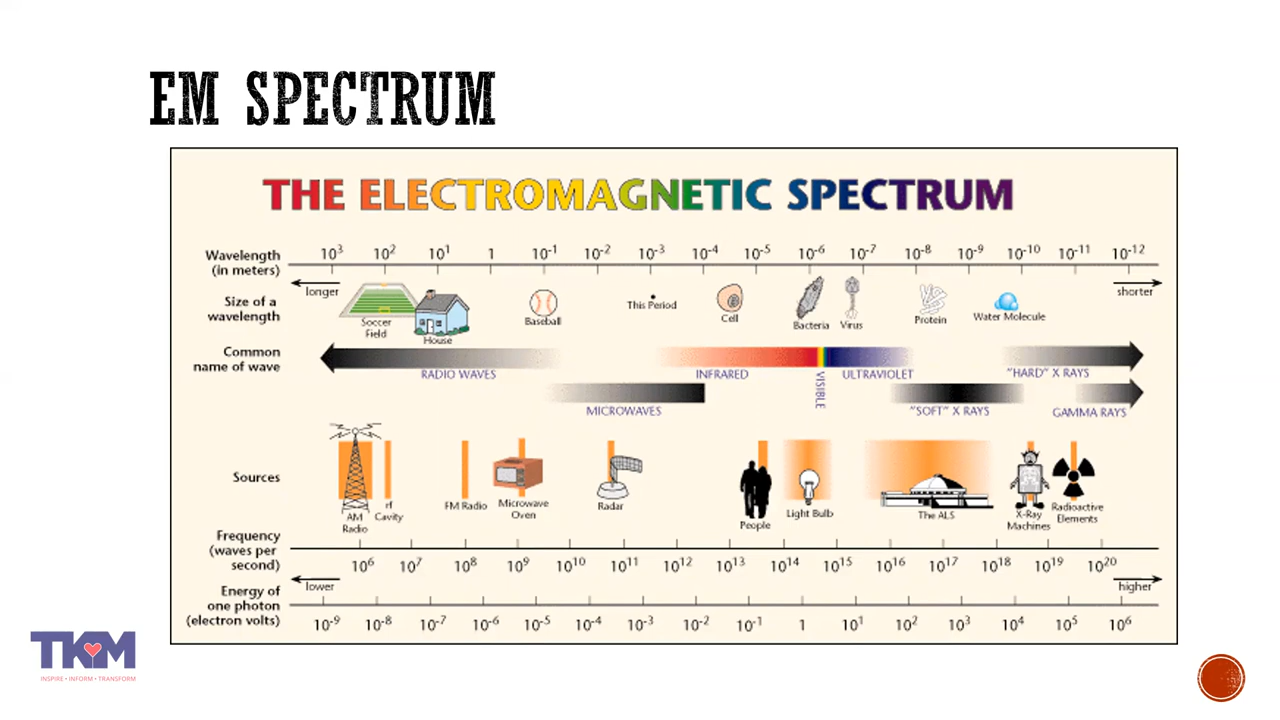 EM SPECTRUM
THE ELECTROMAGNETIC SPECTRUM
Wavelength
(in meters)
10³ 10² 10¹ 1 10⁻¹ 10⁻² 10⁻³ 10⁻⁴ 10⁻⁵ 10⁻⁶ 10⁻⁷ 10⁻⁸ 10⁻⁹ 10⁻¹⁰ 10⁻¹¹ 10⁻¹²
longer
shorter
Size of a
wavelength
Soccer
Field
House
Baseball
This Period
Cell
Bacteria
Virus
Protein
Water Molecule
Common
name of wave
RADIO WAVES
INFRARED
VISIBLE
ULTRAVIOLET
"HARD" X RAYS
MICROWAVES
"SOFT" X RAYS
GAMMA RAYS
Sources
AM
Radio
rf
Cavity
FM Radio
Microwave
Oven
Radar
People
Light Bulb
The ALS
X-Ray
Machines
Radioactive
Elements
Frequency
(waves per
second)
10⁶ 10⁷ 10⁸ 10⁹ 10¹⁰ 10¹¹ 10¹² 10¹³ 10¹⁴ 10¹⁵ 10¹⁶ 10¹⁷ 10¹⁸ 10¹⁹ 10²⁰
lower
higher
Energy of
one photon
(electron volts)
10⁻⁹ 10⁻⁸ 10⁻⁷ 10⁻⁶ 10⁻⁵ 10⁻⁴ 10⁻³ 10⁻² 10⁻¹ 1 10¹ 10² 10³ 10⁴ 10⁵ 10⁶
TKM
INSPIRE • INFORM • TRANSFORM